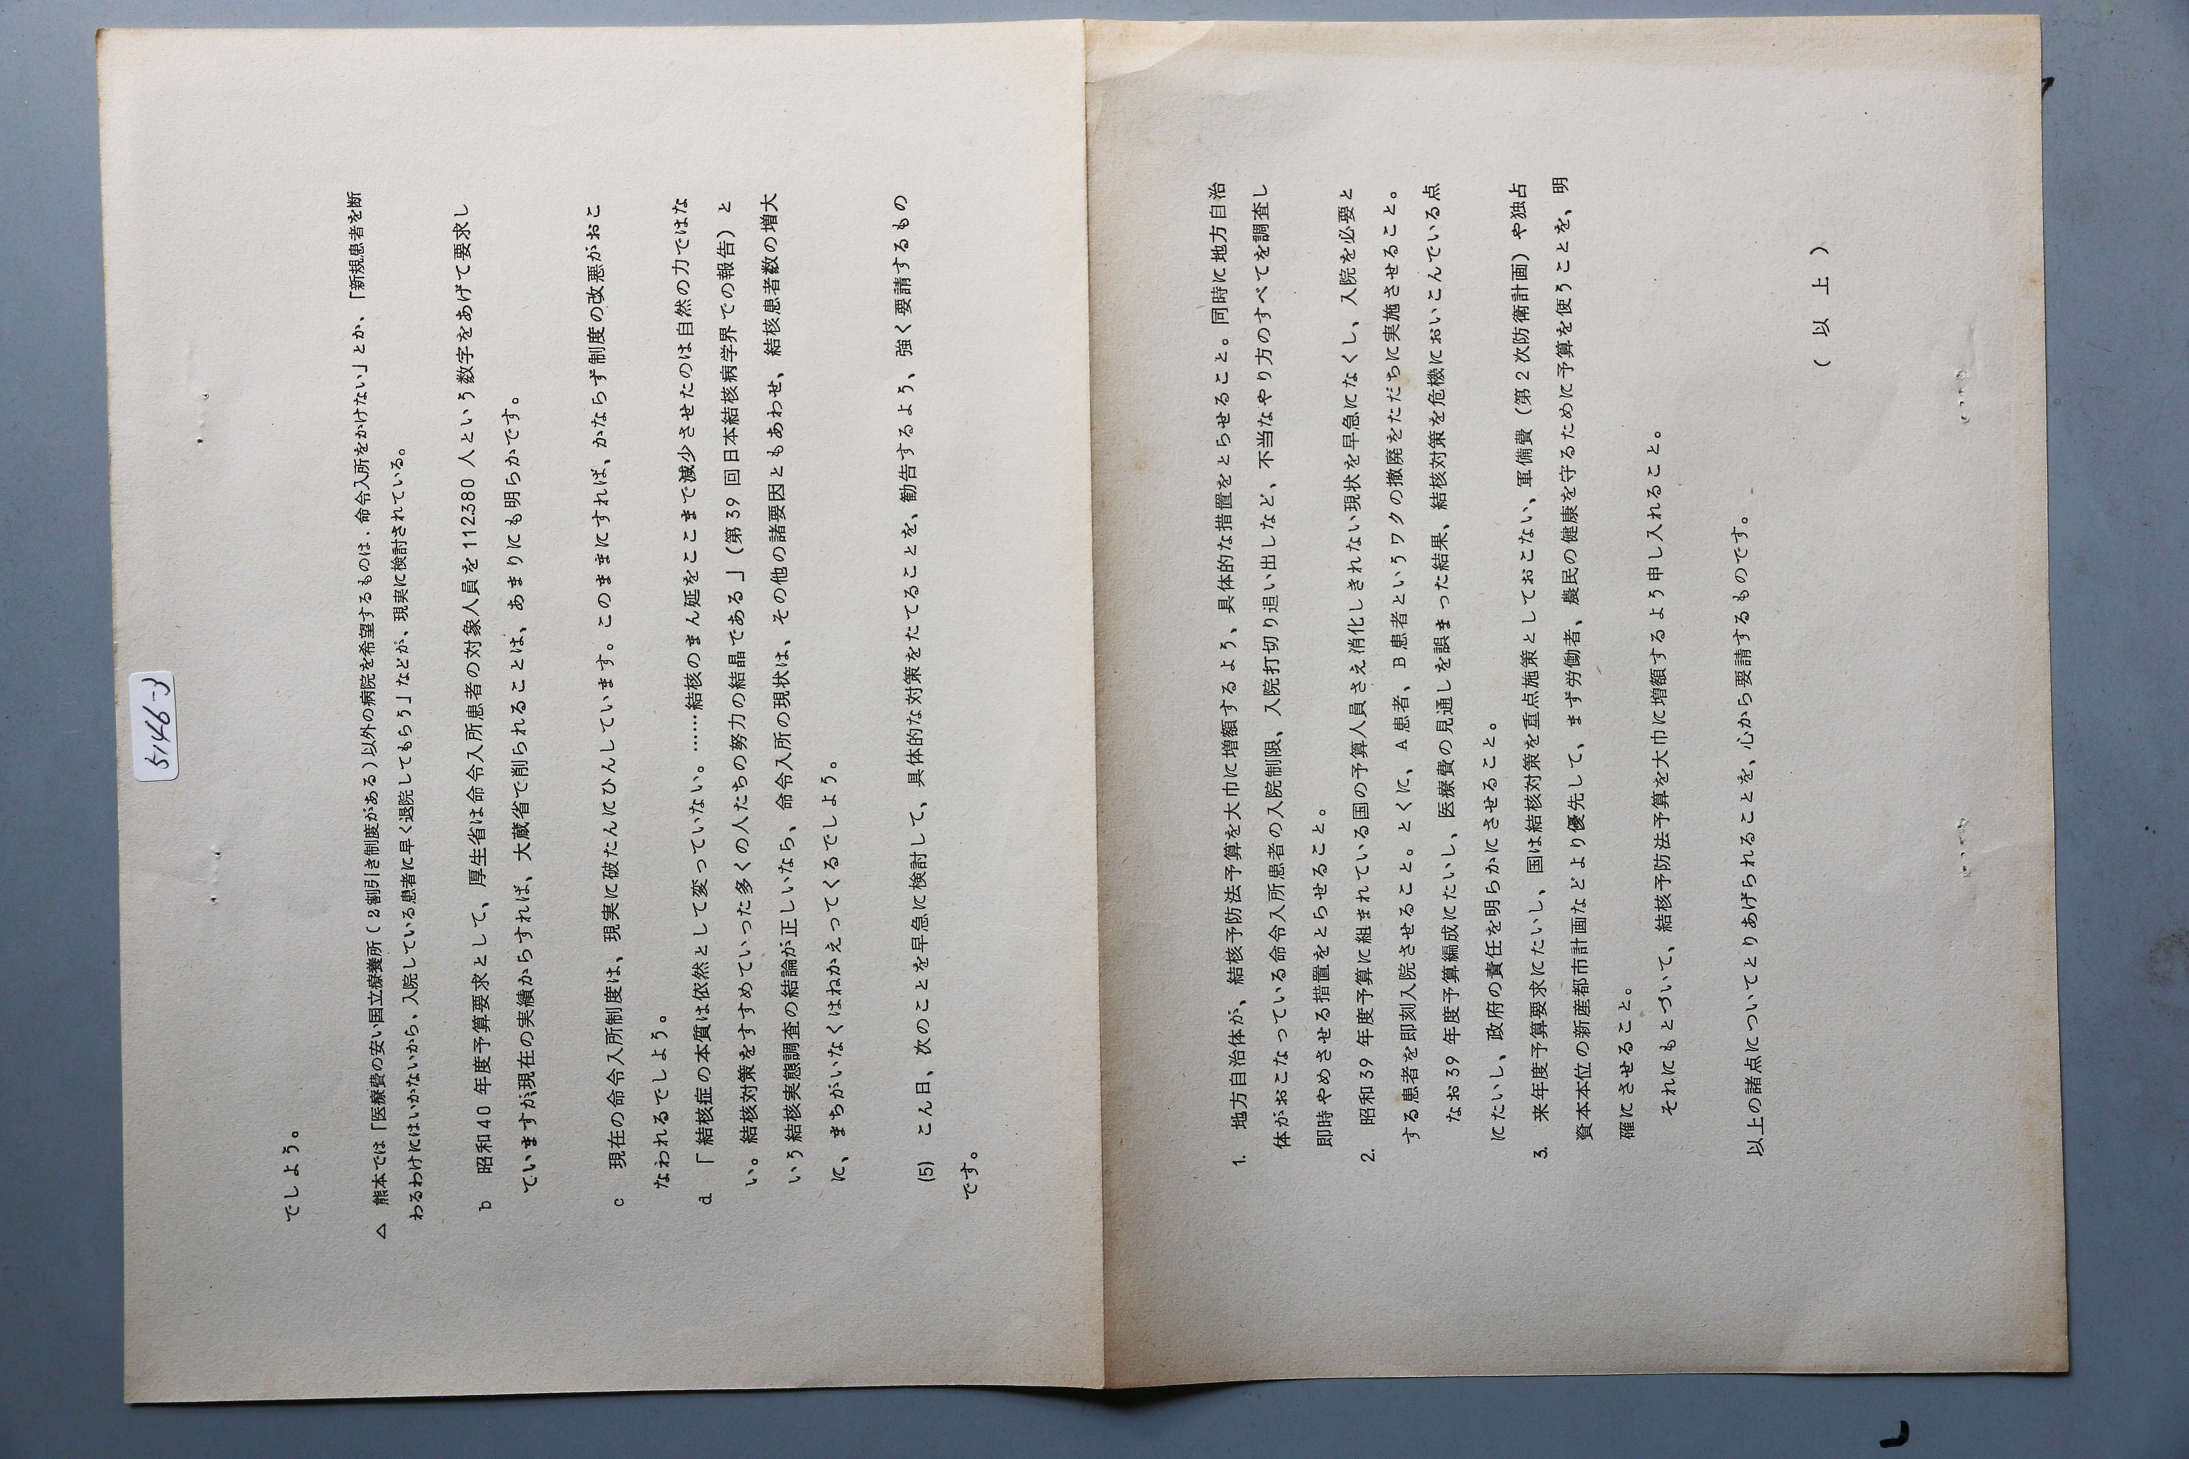 5146-3
でしよう。
△ 熊本では「医療費の安い国立療養所(2割引き制度がある)以外の病院を希望するものは、命令入所をかけない」とか、「新規患者を断
わるわけにはいかないから、入院している患者に早く退院してもらう」などが、現実に検討されている。
b 昭和40年度予算要求として、厚生省は命令入所患者の対象人員を112.380人という数字をあげて要求し
ていますが現在の実績からすれば、大蔵省で削られることは、あまりにも明らかです。
c 現在の命令入所制度は、現実に破たんにひんしています。このままにすれば、かならず制度の改悪がおこ
なわれるでしよう。
d 「結核症の本質は依然として変っていない。……結核のまん延をここまで減少させたのは自然の力ではな
い。結核対策をすすめていった多くの人たちの努力の結晶である」(第39回日本結核病学界での報告)と
いう結核実態調査の結論が正しいなら、命令入所の現状は、その他の諸要因ともあわせ、結核患者数の増大
に、まちがいなくはねかえってくるでしよう。
(5) こん日、次のことを早急に検討して、具体的な対策をたてることを、勧告するよう、強く要請するもの
です。
1. 地方自治体が、結核予防法予算を大巾に増額するよう、具体的な措置をとらせること。同時に地方自治
体がおこなっている命令入所患者の入院制限、入院打切り追い出しなど、不当なやり方のすべてを調査し
即時やめさせる措置をとらせること。
2. 昭和39年度予算に組まれている国の予算人員さえ消化しきれない現状を早急になくし、入院を必要と
する患者を即刻入院させること。とくに、A患者、B患者というワクの撤廃をただちに実施させること。
なお39年度予算編成にたいし、医療費の見通しを誤まった結果、結核対策を危機においこんでいる点
にたいし、政府の責任を明らかにさせること。
3. 来年度予算要求にたいし、国は結核対策を重点施策としておこない、軍備費(第2次防衛計画)や独占
資本本位の新産都市計画などより優先して、まず労働者、農民の健康を守るために予算を使うことを、明
確にさせること。
それにもとづいて、結核予防法予算を大巾に増額するよう申し入れること。
以上の諸点についてとりあげられることを、心から要請するものです。
(以上)